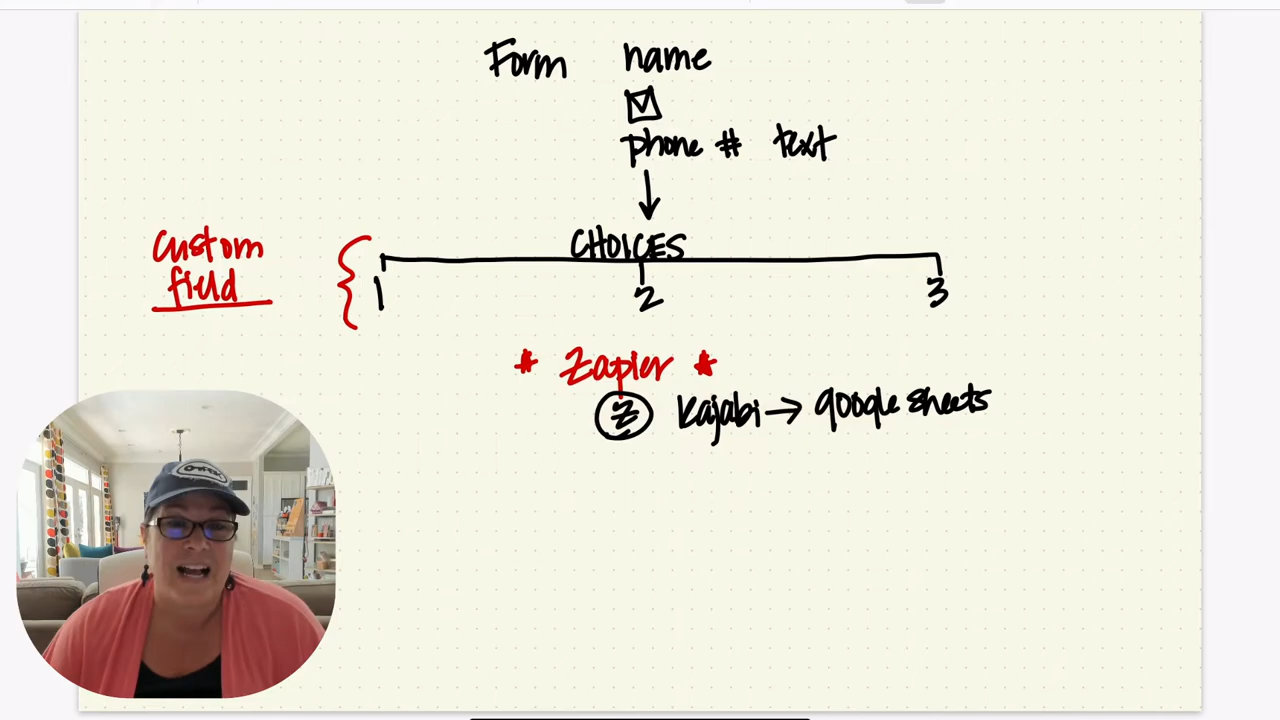 Form name
phone # text
CHOICES
custom
field
1 2 3
* Zapier *
Z Kajabi → google sheets